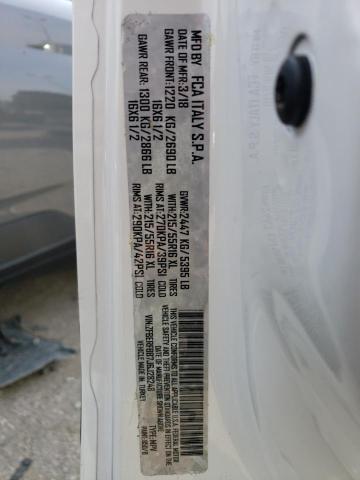 MFD BY FCA ITALY S.P.A.
DATE OF MFR:3/18 GVWR:2447 KG/5395 LB
GAWR FRONT:1220 KG/2690 LB 215/55R16 XL TIRES
16X6 1/2 RIMS AT:270KPA/39PSI COLD
GAWR REAR: 1300 KG/2866 LB WITH:215/55R16 XL TIRES
16X6 1/2 RIMS AT:290KPA/42PSI COLD
THIS VEHICLE CONFORMS TO ALL APPLICABLE U.S.A. FEDERAL MOTOR
VEHICLE SAFETY AND THEFT PREVENTION STANDARDS IN EFFECT ON THE DATE OF
MANUFACTURE SHOWN ABOVE.
TYPE:MPV
VEHICLE MADE IN TURKEY